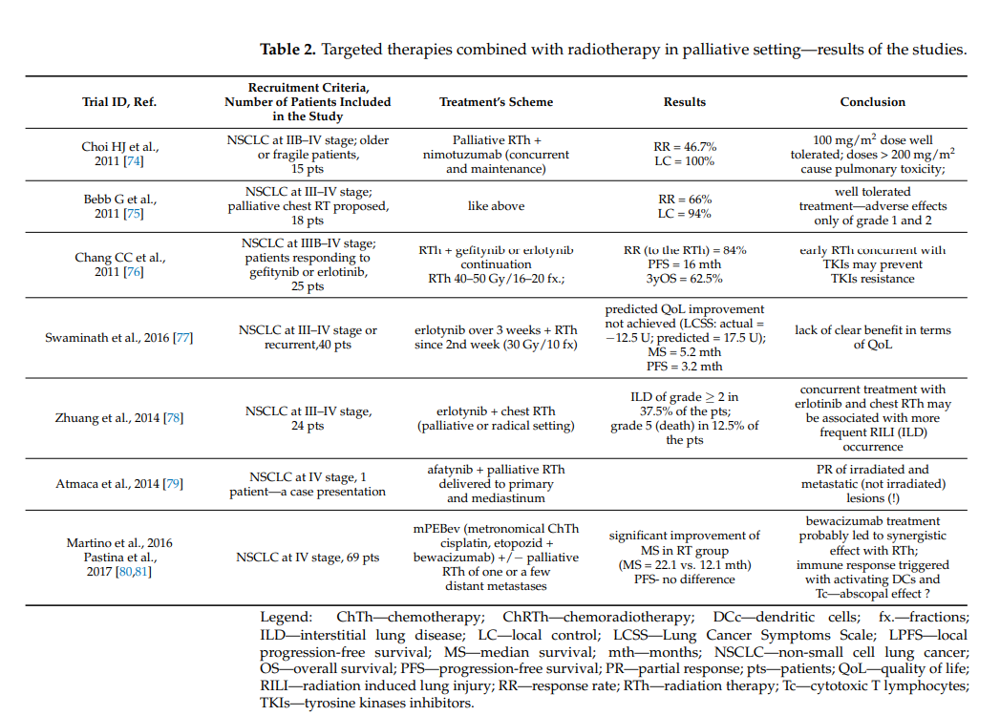 Table 2. Targeted therapies combined with radiotherapy in palliative setting—results of the studies.
Trial ID, Ref.
Recruitment Criteria,
Number of Patients Included
in the Study
Treatment's Scheme
Results
Conclusion
Choi HJ et al.,
2011 [74]
NSCLC at IIB–IV stage; older
or fragile patients,
15 pts
Palliative RTh +
nimotuzumab (concurrent
and maintenance)
RR = 46.7%
LC = 100%
100 mg/m² dose well
tolerated; doses > 200 mg/m²
cause pulmonary toxicity;
Bebb G et al.,
2011 [75]
NSCLC at III–IV stage;
palliative chest RT proposed,
18 pts
like above
RR = 66%
LC = 94%
well tolerated
treatment—adverse effects
only of grade 1 and 2
Chang CC et al.,
2011 [76]
NSCLC at IIIB–IV stage;
patients responding to
gefitynib or erlotinib,
25 pts
RTh + gefitynib or erlotynib
continuation
RTh 40–50 Gy/16–20 fx.;
RR (to the RTh) = 84%
PFS = 16 mth
3yOS = 62.5%
early RTh concurrent with
TKIs may prevent
TKIs resistance
Swaminath et al., 2016 [77]
NSCLC at III–IV stage or
recurrent,40 pts
erlotynib over 3 weeks + RTh
since 2nd week (30 Gy/10 fx)
predicted QoL improvement
not achieved (LCSS: actual =
−12.5 U; predicted = 17.5 U);
MS = 5.2 mth
PFS = 3.2 mth
lack of clear benefit in terms
of QoL
Zhuang et al., 2014 [78]
NSCLC at III–IV stage,
24 pts
erlotynib + chest RTh
(palliative or radical setting)
ILD of grade ≥ 2 in
37.5% of the pts;
grade 5 (death) in 12.5% of
the pts
concurrent treatment with
erlotinib and chest RTh may
be associated with more
frequent RILI (ILD)
occurrence
Atmaca et al., 2014 [79]
NSCLC at IV stage, 1
patient—a case presentation
afatynib + palliative RTh
delivered to primary
and mediastinum
PR of irradiated and
metastatic (not irradiated)
lesions (!)
Martino et al., 2016
Pastina et al.,
2017 [80,81]
NSCLC at IV stage, 69 pts
mPEBev (metronomical ChTh
cisplatin, etopozid +
bewacizumab) +/− palliative
RTh of one or a few
distant metastases
significant improvement of
MS in RT group
(MS = 22.1 vs. 12.1 mth)
PFS- no difference
bewacizumab treatment
probably led to synergistic
effect with RTh;
immune response triggered
with activating DCs and
Tc—abscopal effect ?
Legend: ChTh—chemotherapy; ChRTh—chemoradiotherapy; DCc—dendritic cells; fx.—fractions;
ILD—interstitial lung disease; LC—local control; LCSS—Lung Cancer Symptoms Scale; LPFS—local
progression-free survival; MS—median survival; mth—months; NSCLC—non-small cell lung cancer;
OS—overall survival; PFS—progression-free survival; PR—partial response; pts—patients; QoL—quality of life;
RILI—radiation induced lung injury; RR—response rate; RTh—radiation therapy; Tc—cytotoxic T lymphocytes;
TKIs—tyrosine kinases inhibitors.